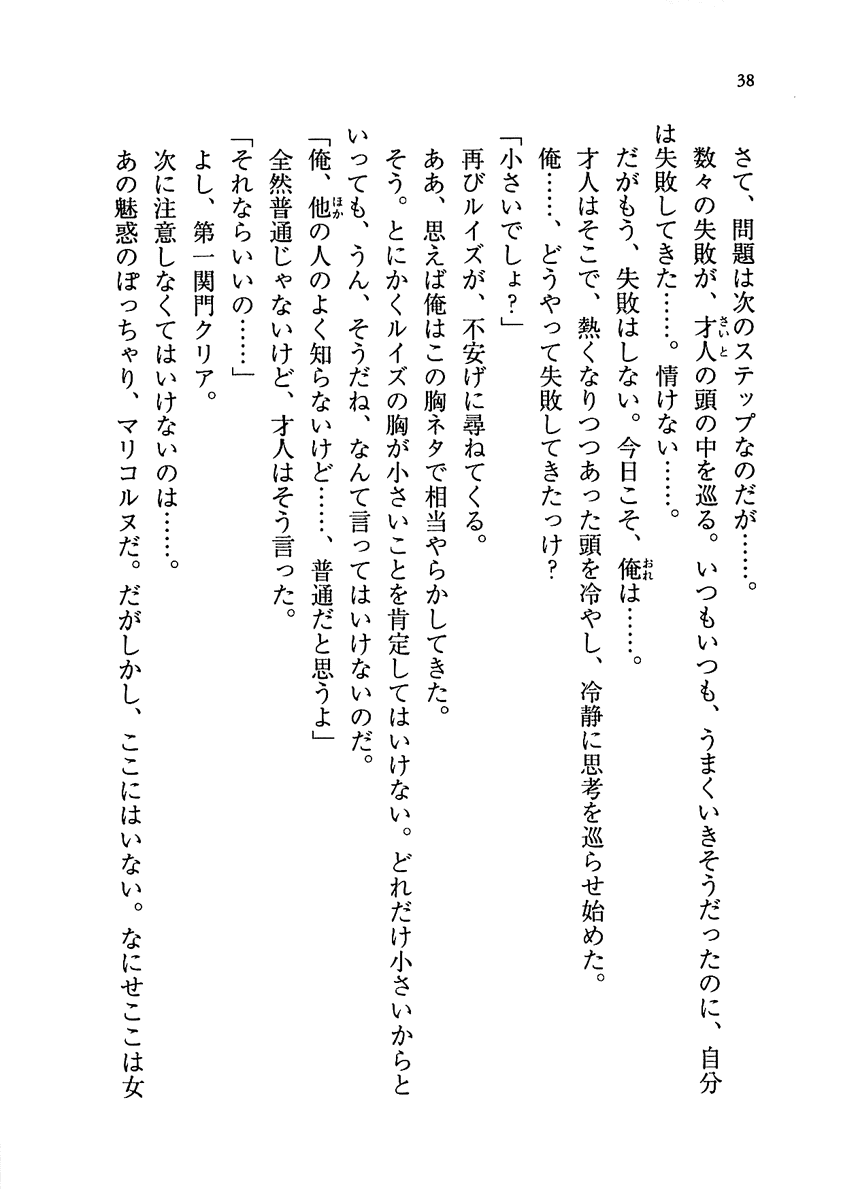 38
さて、問題は次のステップなのだが……。
数々の失敗が、才人の頭の中を巡る。いつもいつも、うまくいきそうだったのに、自分
は失敗してきた……。情けない……。
だがもう、失敗はしない。今日こそ、俺は……。
才人はそこで、熱くなりつつあった頭を冷やし、冷静に思考を巡らせ始めた。
俺……、どうやって失敗してきたっけ?
「小さいでしょ?」
再びルイズが、不安げに尋ねてくる。
ああ、思えば俺はこの胸ネタで相当やらかしてきた。
そう。とにかくルイズの胸が小さいことを肯定してはいけない。どれだけ小さいからと
いっても、うん、そうだね、なんて言ってはいけないのだ。
「俺、他の人のよく知らないけど……、普通だと思うよ」
全然普通じゃないけど、才人はそう言った。
「それならいいの……」
よし、第一関門クリア。
次に注意しなくてはいけないのは……。
あの魅惑のぽっちゃり、マリコルヌだ。だがしかし、ここにはいない。なにせここは女